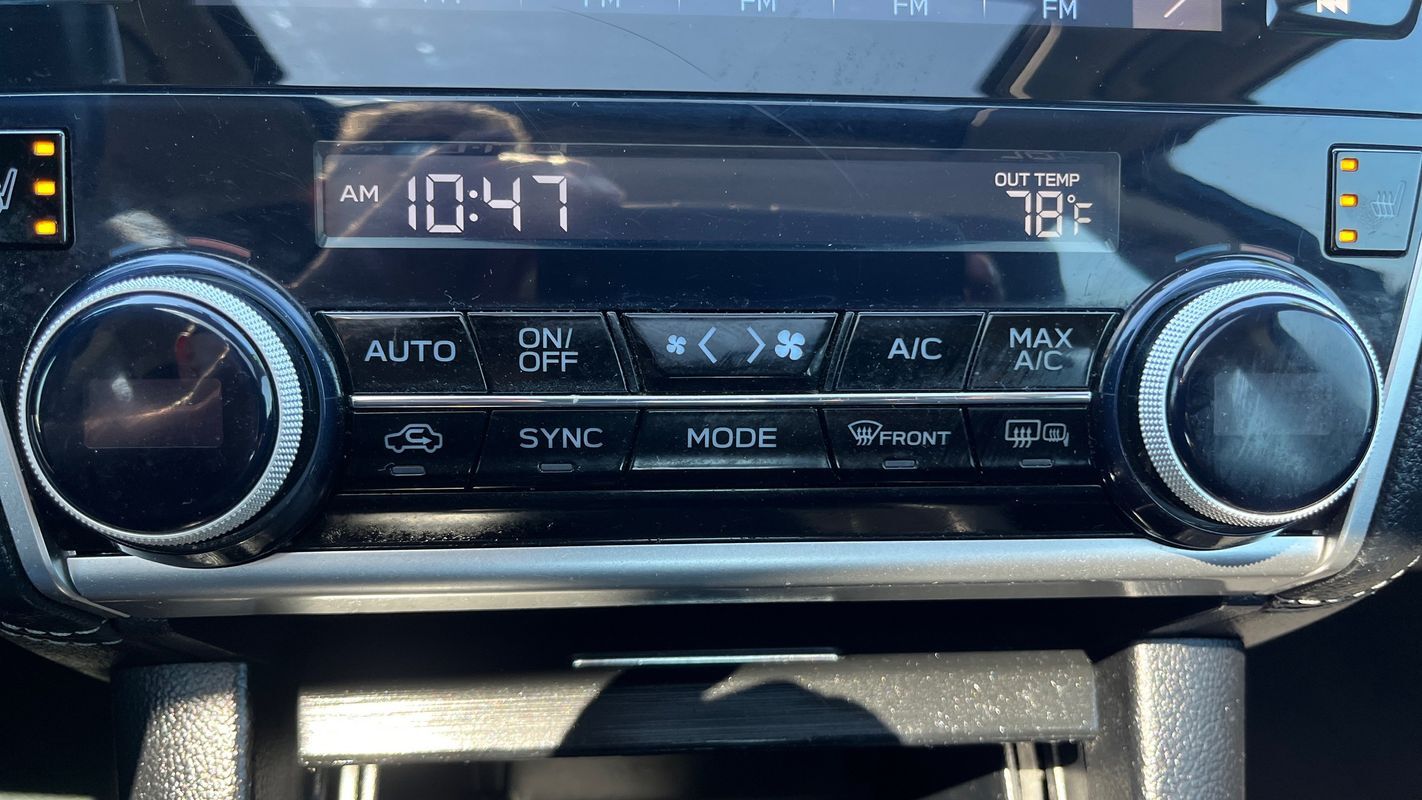 FM
FM
FM
FM
AM 10:47
OUT TEMP
78°F
AUTO
ON/
OFF
A/C
MAX
A/C
SYNC
MODE
FRONT